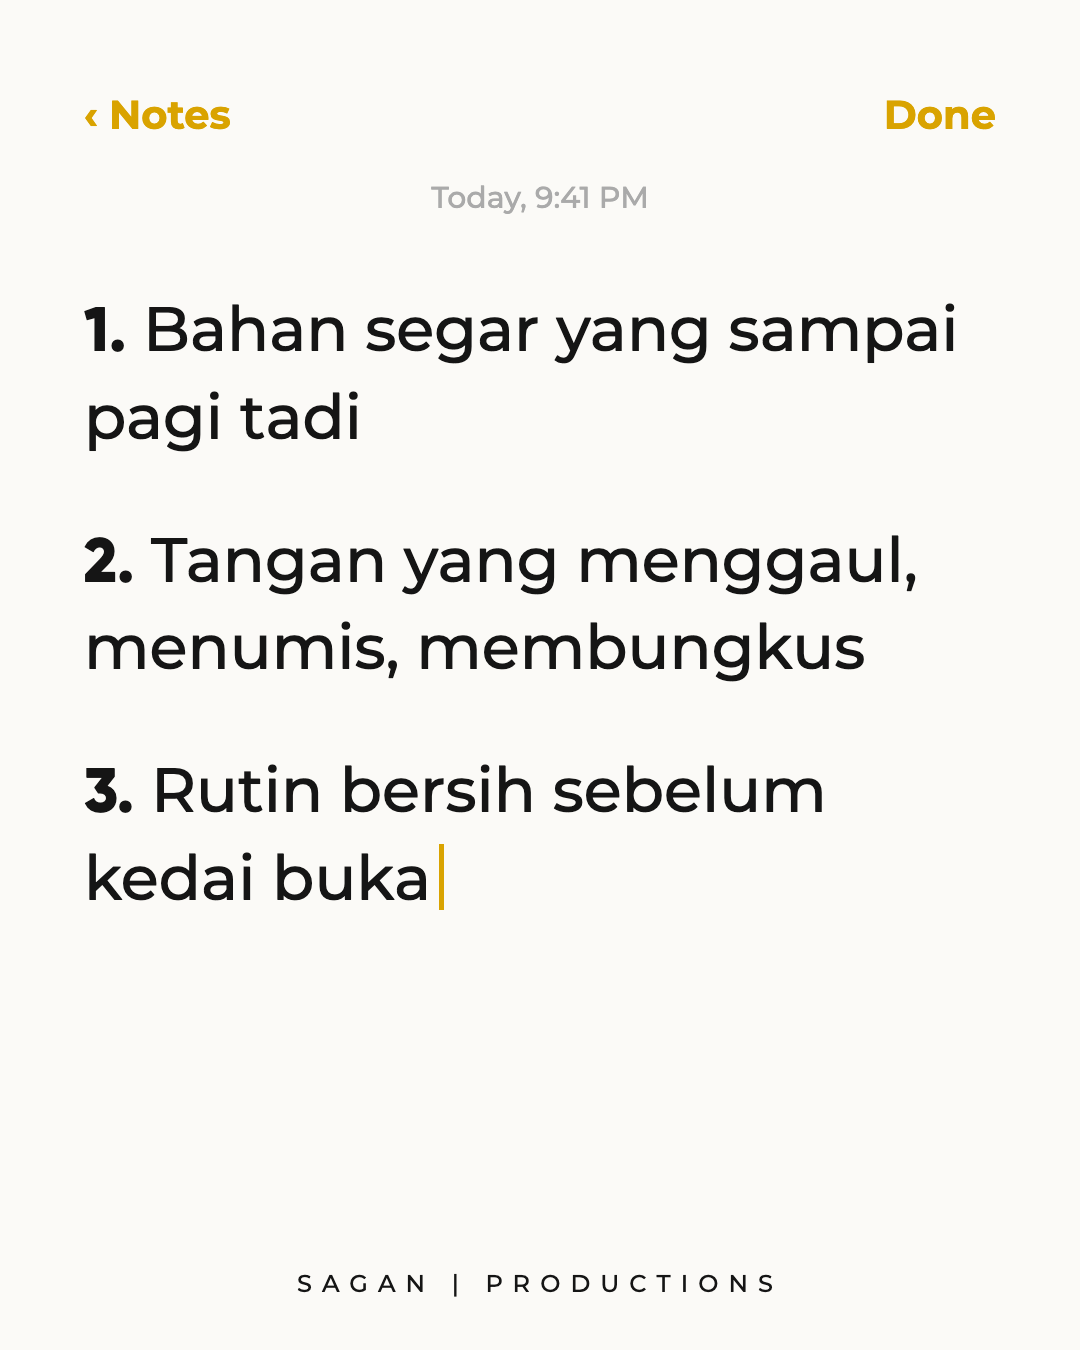 ‹ Notes
Done
Today, 9:41 PM
1. Bahan segar yang sampai
pagi tadi
2. Tangan yang menggaul,
menumis, membungkus
3. Rutin bersih sebelum
kedai buka
SAGAN | PRODUCTIONS